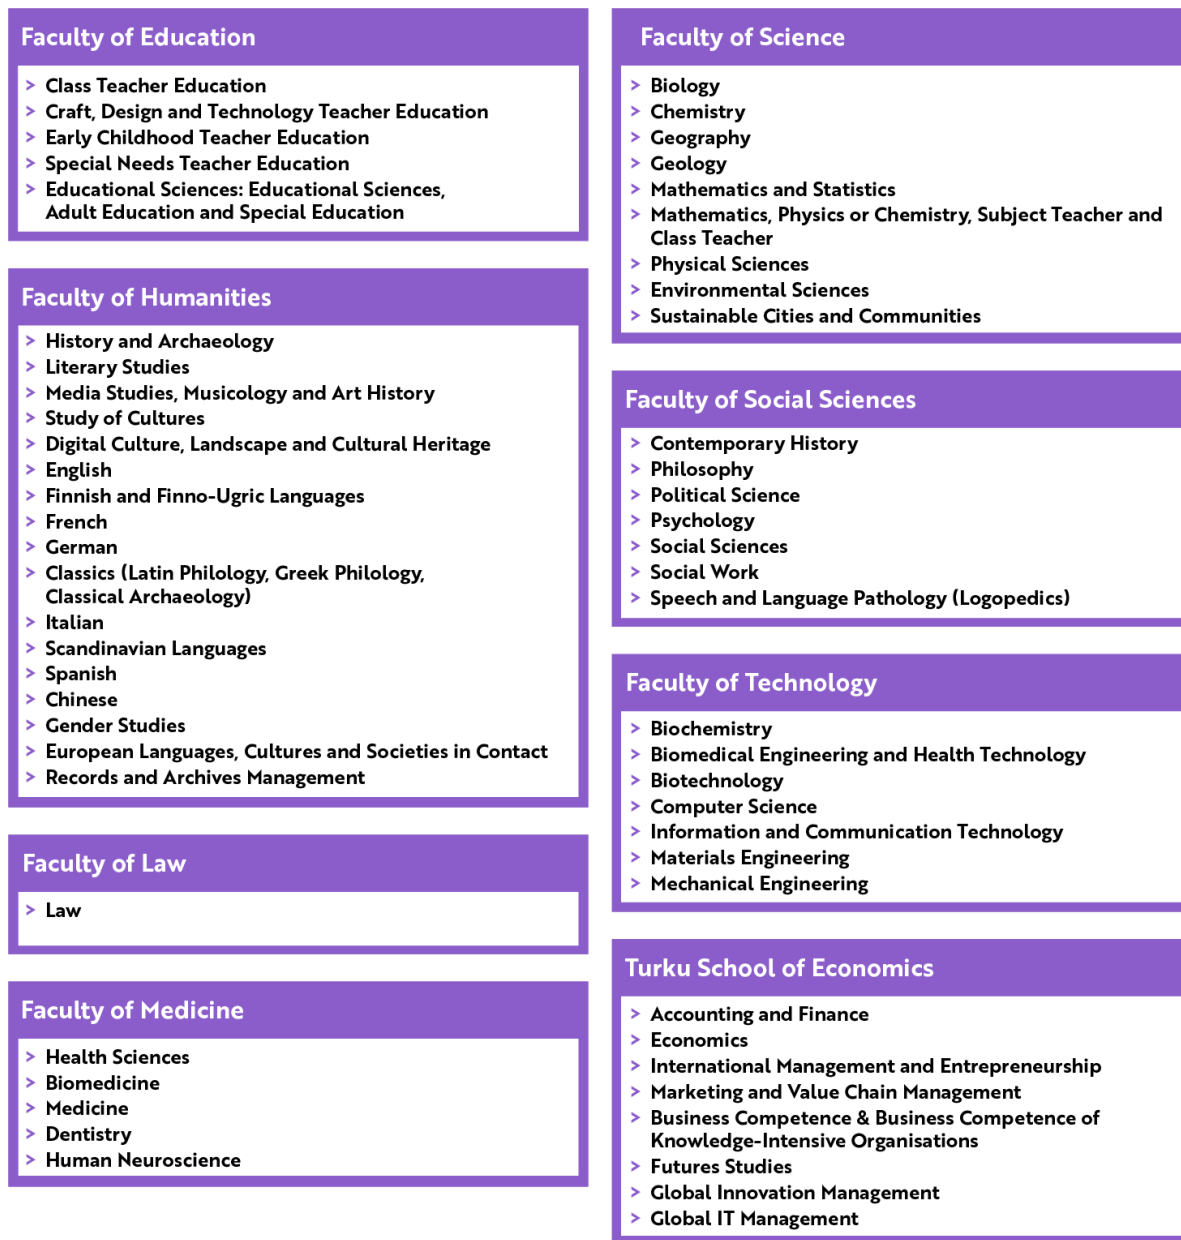 Faculty of Education
> Class Teacher Education
> Craft, Design and Technology Teacher Education
> Early Childhood Teacher Education
> Special Needs Teacher Education
> Educational Sciences: Educational Sciences,
Adult Education and Special Education
Faculty of Humanities
> History and Archaeology
> Literary Studies
> Media Studies, Musicology and Art History
> Study of Cultures
> Digital Culture, Landscape and Cultural Heritage
> English
> Finnish and Finno-Ugric Languages
> French
> German
> Classics (Latin Philology, Greek Philology,
Classical Archaeology)
> Italian
> Scandinavian Languages
> Spanish
> Chinese
> Gender Studies
> European Languages, Cultures and Societies in Contact
> Records and Archives Management
Faculty of Law
> Law
Faculty of Medicine
> Health Sciences
> Biomedicine
> Medicine
> Dentistry
> Human Neuroscience
Faculty of Science
> Biology
> Chemistry
> Geography
> Geology
> Mathematics and Statistics
> Mathematics, Physics or Chemistry, Subject Teacher and
Class Teacher
> Physical Sciences
> Environmental Sciences
> Sustainable Cities and Communities
Faculty of Social Sciences
> Contemporary History
> Philosophy
> Political Science
> Psychology
> Social Sciences
> Social Work
> Speech and Language Pathology (Logopedics)
Faculty of Technology
> Biochemistry
> Biomedical Engineering and Health Technology
> Biotechnology
> Computer Science
> Information and Communication Technology
> Materials Engineering
> Mechanical Engineering
Turku School of Economics
> Accounting and Finance
> Economics
> International Management and Entrepreneurship
> Marketing and Value Chain Management
> Business Competence & Business Competence of
Knowledge-Intensive Organisations
> Futures Studies
> Global Innovation Management
> Global IT Management